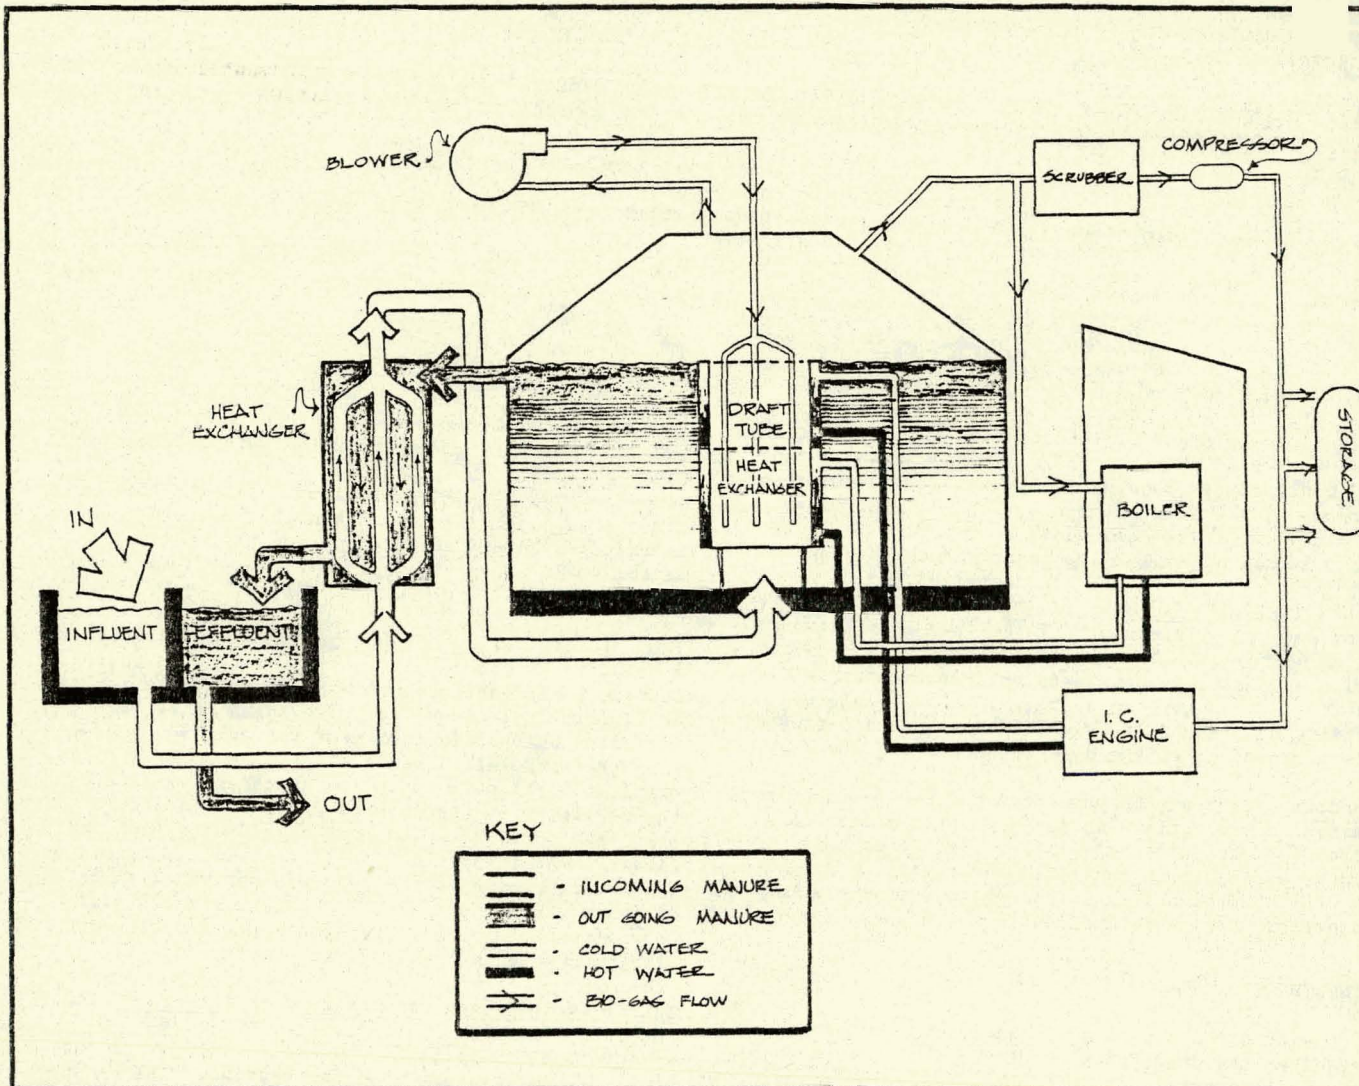 BLOWER
COMPRESSOR
SCRUBBER
HEAT
EXCHANGER
DRAFT
TUBE
HEAT
EXCHANGER
STORAGE
BOILER
IN
INFLUENT
EFFLUENT
I.C.
ENGINE
OUT
KEY
- INCOMING MANURE
- OUT GOING MANURE
- COLD WATER
- HOT WATER
- BIO-GAS FLOW